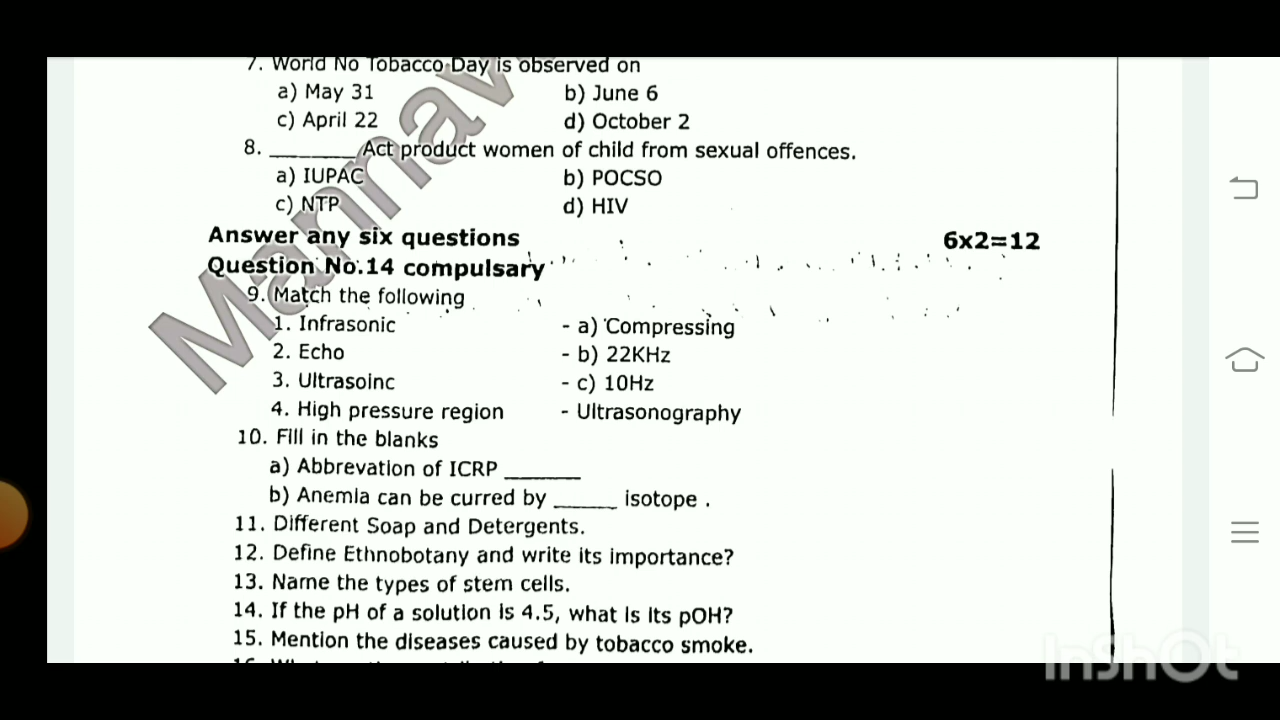 7. World No Tobacco Day is observed on
a) May 31 b) June 6
c) April 22 d) October 2
8. _______ Act product women of child from sexual offences.
a) IUPAC b) POCSO
c) NTP d) HIV
Answer any six questions 6x2=12
Question No.14 compulsary
9. Match the following
1. Infrasonic - a) Compressing
2. Echo - b) 22KHz
3. Ultrasoinc - c) 10Hz
4. High pressure region - Ultrasonography
10. Fill in the blanks
a) Abbrevation of ICRP ______
b) Anemia can be curred by _____ isotope .
11. Different Soap and Detergents.
12. Define Ethnobotany and write its importance?
13. Name the types of stem cells.
14. If the pH of a solution is 4.5, what is its pOH?
15. Mention the diseases caused by tobacco smoke.
InShOt